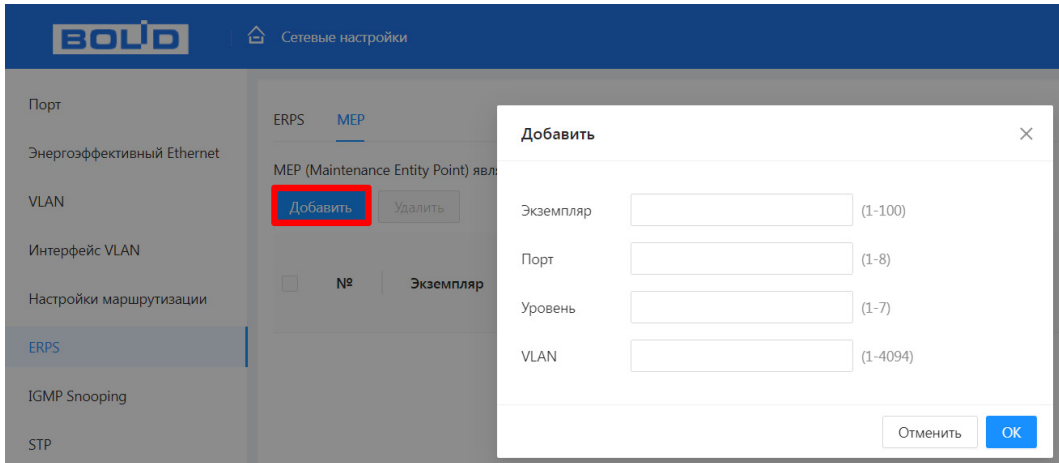 BOLID
Сетевые настройки
Порт
Энергоэффективный Ethernet
VLAN
Интерфейс VLAN
Настройки маршрутизации
ERPS
IGMP Snooping
STP
ERPS MEP
MEP (Maintenance Entity Point) явл
Добавить Удалить
№ Экземпляр
Добавить
Экземпляр (1-100)
Порт (1-8)
Уровень (1-7)
VLAN (1-4094)
Отменить OK